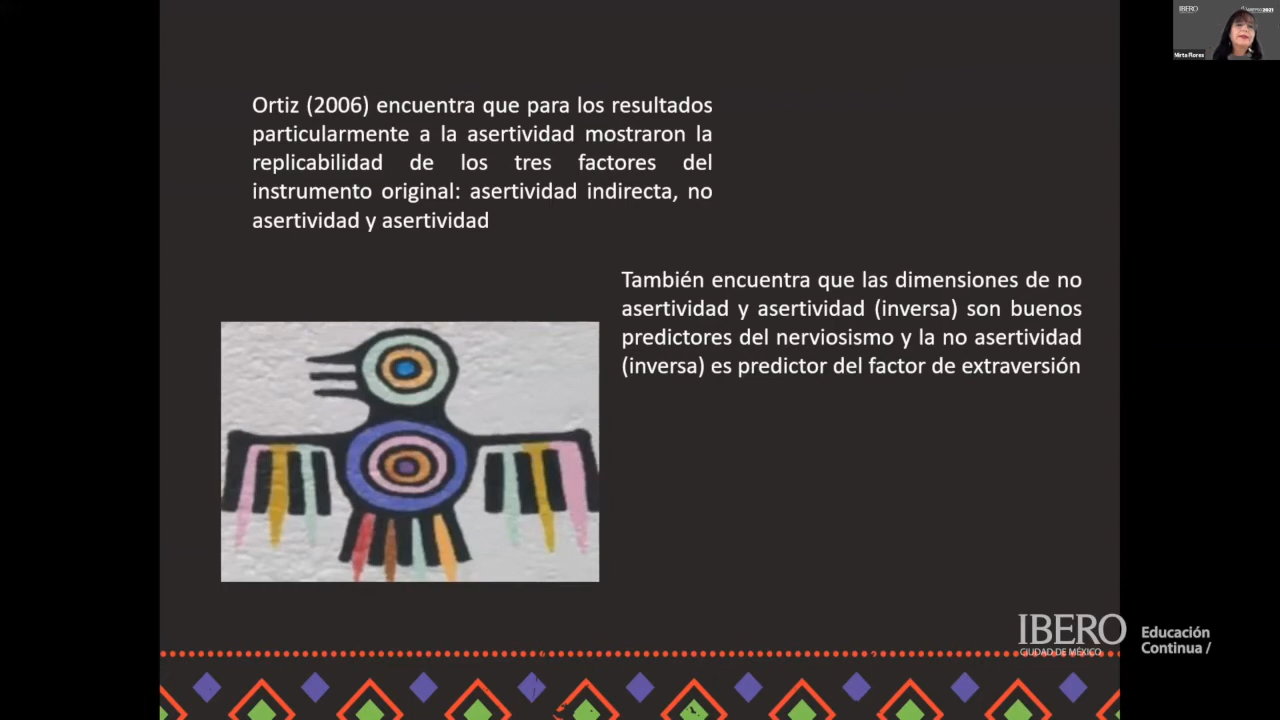 IBERO
Mirta Flores
Ortiz (2006) encuentra que para los resultados
particularmente a la asertividad mostraron la
replicabilidad de los tres factores del
instrumento original: asertividad indirecta, no
asertividad y asertividad
También encuentra que las dimensiones de no
asertividad y asertividad (inversa) son buenos
predictores del nerviosismo y la no asertividad
(inversa) es predictor del factor de extraversión
IBERO
CIUDAD DE MÉXICO
Educación
Continua /